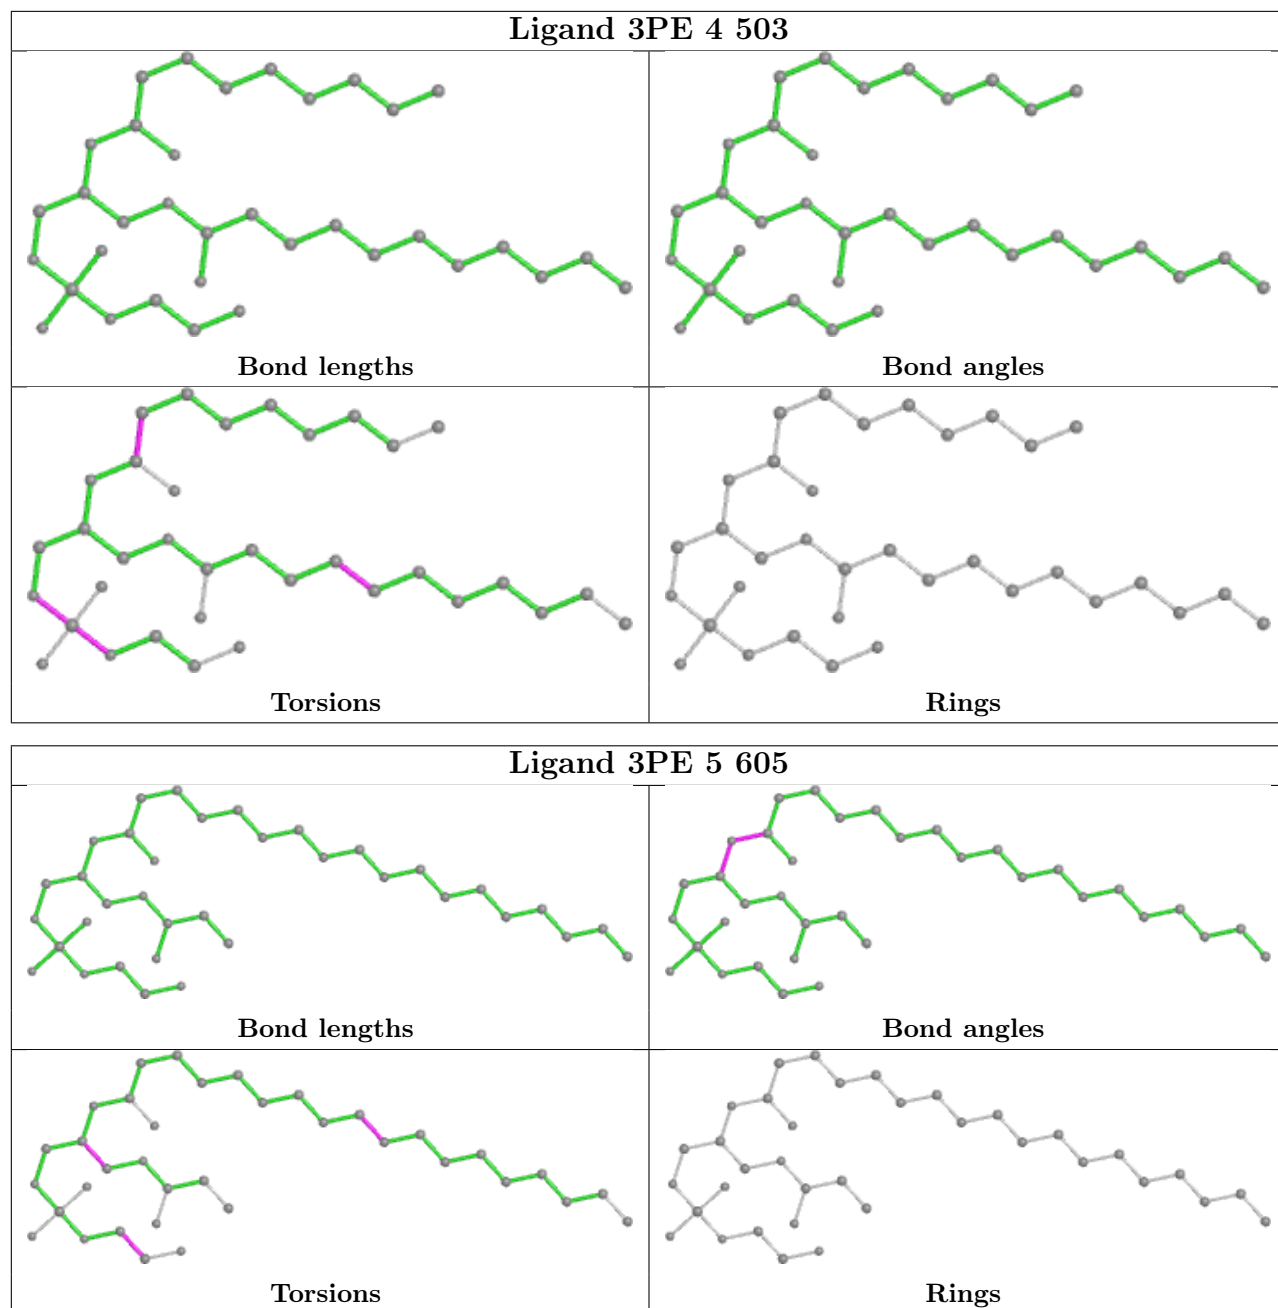 Ligand 3PE 4 503
Bond lengths
Bond angles
Torsions
Rings
Ligand 3PE 5 605
Bond lengths
Bond angles
Torsions
Rings